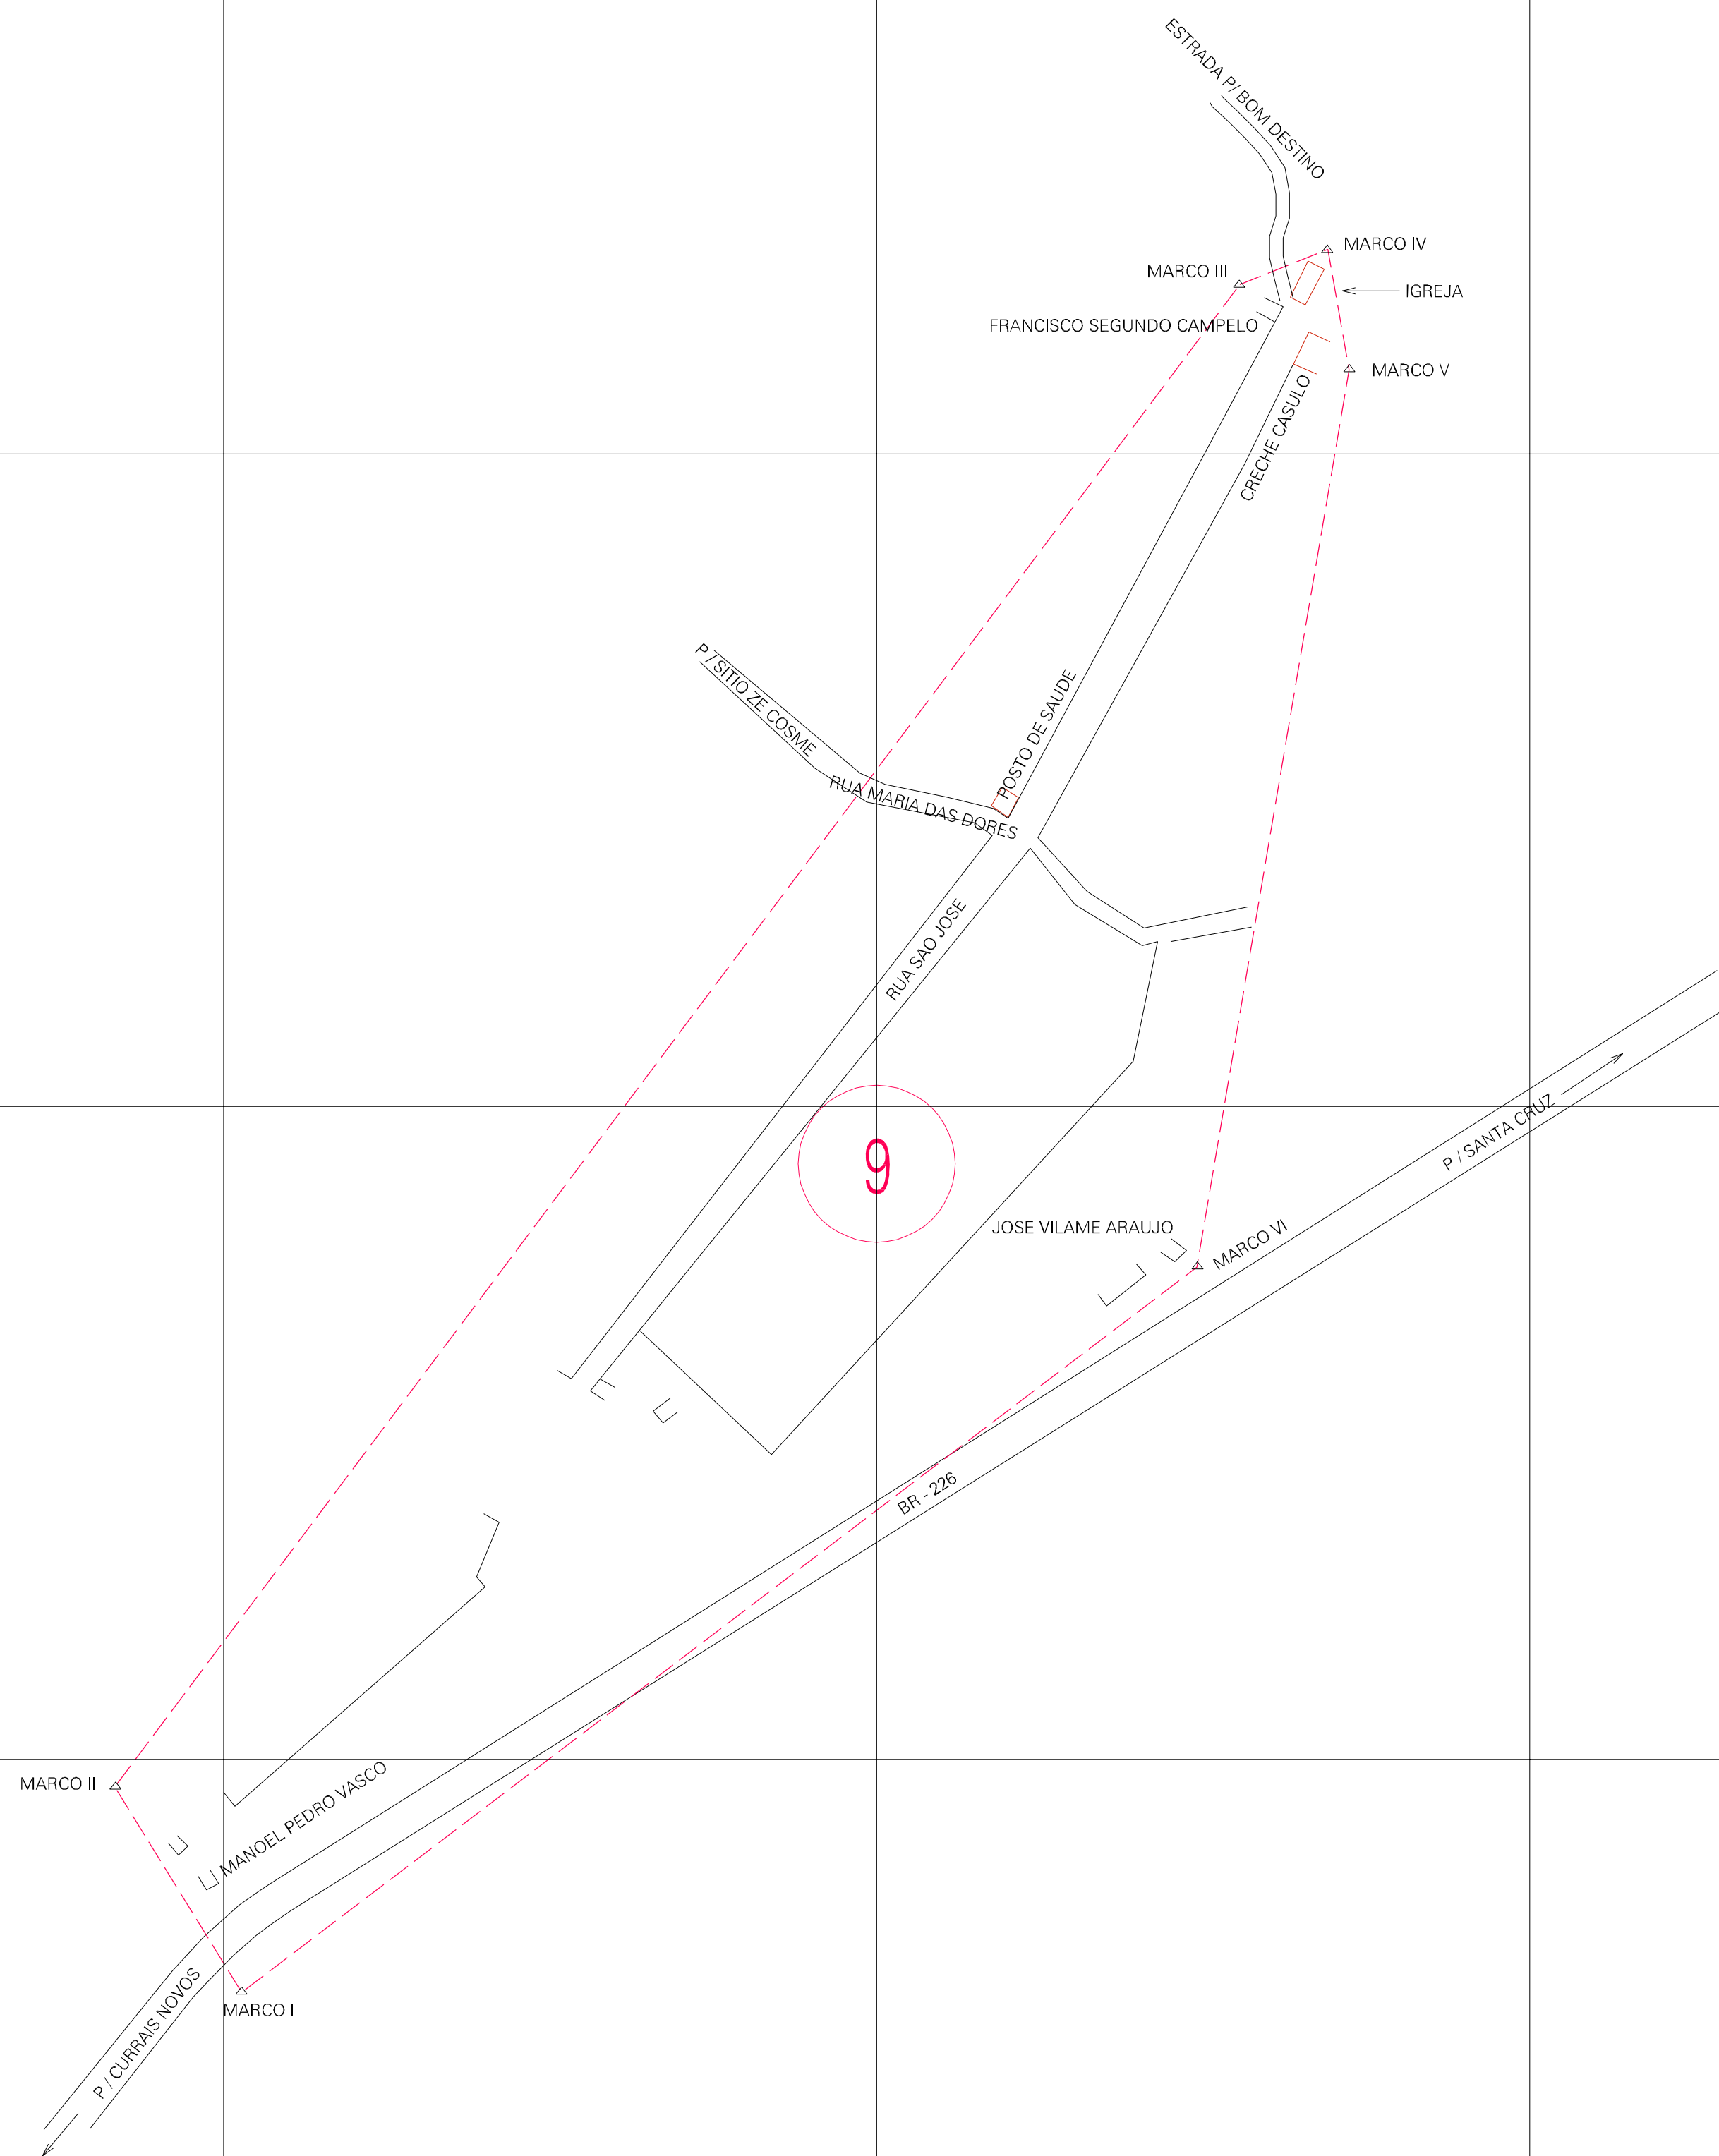 ESTRADA P/ BOM DESTINO
MARCO IV
MARCO III
IGREJA
FRANCISCO SEGUNDO CAMPELO
MARCO V
CRECHE CASULO
P / SITIO ZE COSME
POSTO DE SAUDE
RUA MARIA DAS DORES
RUA SAO JOSE
P / SANTA CRUZ
9
JOSE VILAME ARAUJO
MARCO VI
BR - 226
MARCO II
MANOEL PEDRO VASCO
P / CURRAIS NOVOS
MARCO I